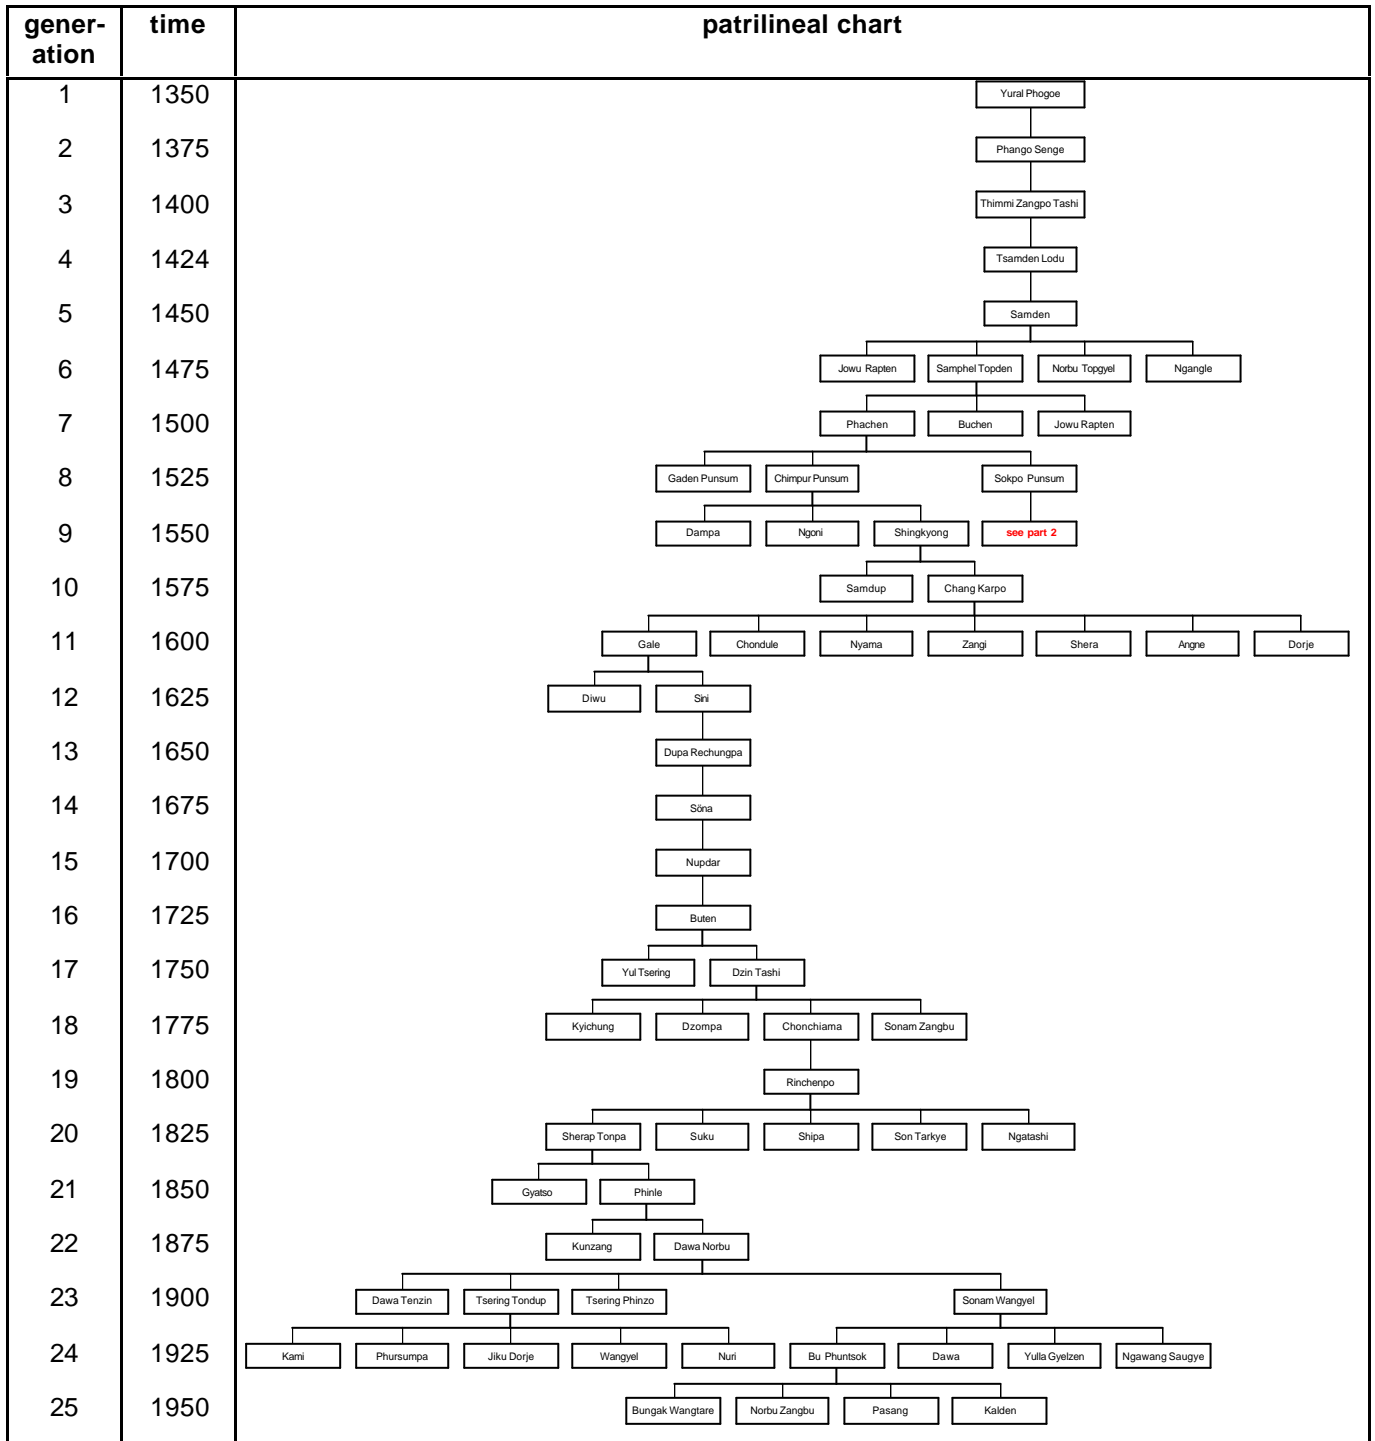 gener- time patrilineal chart
ation
1 1350 Yural Phogoe
2 1375 Phango Senge
3 1400 Thimmi Zangpo Tashi
4 1424 Tsamden Lodu
5 1450 Samden
6 1475 Jowu Rapten Samphel Topden Norbu Topgyel Ngangle
7 1500 Phachen Buchen Jowu Rapten
8 1525 Gaden Punsum Chimpur Punsum Sokpo Punsum
9 1550 Dampa Ngoni Shingkyong see part 2
10 1575 Samdup Chang Karpo
11 1600 Gale Chondule Nyama Zangi Shera Angne Dorje
12 1625 Diwu Sini
13 1650 Dupa Rechungpa
14 1675 Söna
15 1700 Nupdar
16 1725 Buten
17 1750 Yul Tsering Dzin Tashi
18 1775 Kyichung Dzompa Chonchiama Sonam Zangbu
19 1800 Rinchenpo
20 1825 Sherap Tonpa Suku Shipa Son Tarkye Ngatashi
21 1850 Gyatso Phinle
22 1875 Kunzang Dawa Norbu
23 1900 Dawa Tenzin Tsering Tondup Tsering Phinzo Sonam Wangyel
24 1925 Kami Phursumpa Jiku Dorje Wangyel Nuri Bu Phuntsok Dawa Yulla Gyelzen Ngawang Saugye
25 1950 Bungak Wangtare Norbu Zangbu Pasang Kalden